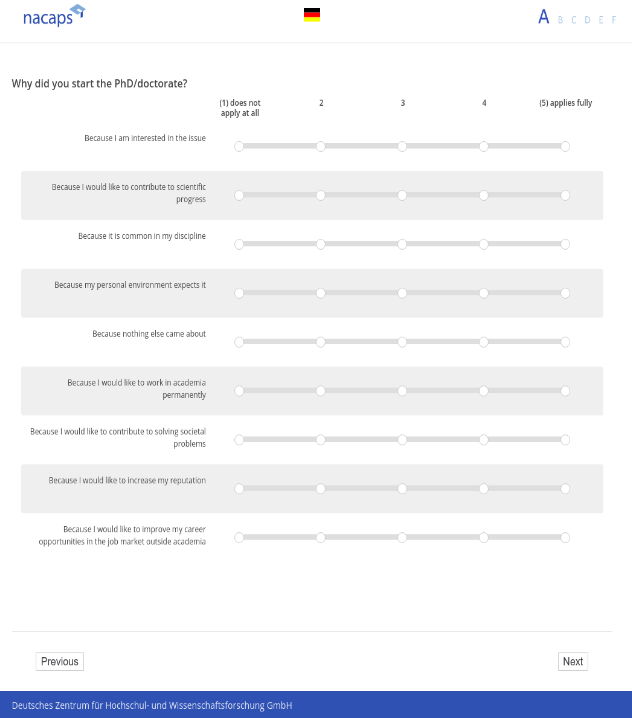 nacaps
A B C D E F
Why did you start the PhD/doctorate?
(1) does not 2 3 4 (5) applies fully
apply at all
Because I am interested in the issue
Because I would like to contribute to scientific
progress
Because it is common in my discipline
Because my personal environment expects it
Because nothing else came about
Because I would like to work in academia
permanently
Because I would like to contribute to solving societal
problems
Because I would like to increase my reputation
Because I would like to improve my career
opportunities in the job market outside academia
Previous Next
Deutsches Zentrum für Hochschul- und Wissenschaftsforschung GmbH